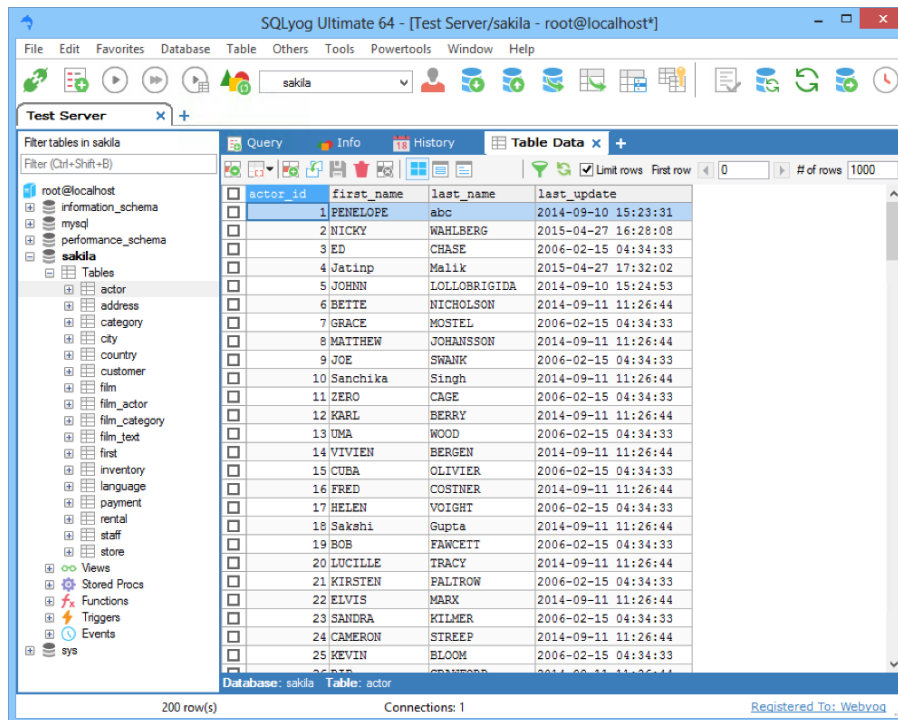 SQLyog Ultimate 64 - [Test Server/sakila - root@localhost*]
File Edit Favorites Database Table Others Tools Powertools Window Help
sakila
Test Server
Filter tables in sakila
Filter (Ctrl+Shift+B)
root@localhost
information_schema
mysql
performance_schema
sakila
Tables
actor
address
category
city
country
customer
film
film_actor
film_category
film_text
first
inventory
language
payment
rental
staff
store
Views
Stored Procs
Functions
Triggers
Events
sys
Query Info 18 History Table Data
Limit rows First row 0 # of rows 1000
actor_id first_name last_name last_update
1 PENELOPE abc 2014-09-10 15:23:31
2 NICKY WAHLBERG 2015-04-27 16:28:08
3 ED CHASE 2006-02-15 04:34:33
4 Jatinp Malik 2015-04-27 17:32:02
5 JOHNN LOLLOBRIGIDA 2014-09-10 15:24:53
6 BETTE NICHOLSON 2014-09-11 11:26:44
7 GRACE MOSTEL 2006-02-15 04:34:33
8 MATTHEW JOHANSSON 2014-09-11 11:26:44
9 JOE SWANK 2006-02-15 04:34:33
10 Sanchika Singh 2014-09-11 11:26:44
11 ZERO CAGE 2006-02-15 04:34:33
12 KARL BERRY 2014-09-11 11:26:44
13 UMA WOOD 2006-02-15 04:34:33
14 VIVIEN BERGEN 2014-09-11 11:26:44
15 CUBA OLIVIER 2006-02-15 04:34:33
16 FRED COSTNER 2014-09-11 11:26:44
17 HELEN VOIGHT 2006-02-15 04:34:33
18 Sakshi Gupta 2014-09-11 11:26:44
19 BOB FAWCETT 2006-02-15 04:34:33
20 LUCILLE TRACY 2014-09-11 11:26:44
21 KIRSTEN PALTROW 2006-02-15 04:34:33
22 ELVIS MARX 2014-09-11 11:26:44
23 SANDRA KILMER 2006-02-15 04:34:33
24 CAMERON STREEP 2014-09-11 11:26:44
25 KEVIN BLOOM 2006-02-15 04:34:33
Database: sakila Table: actor
200 row(s) Connections: 1 Registered To: Webyog